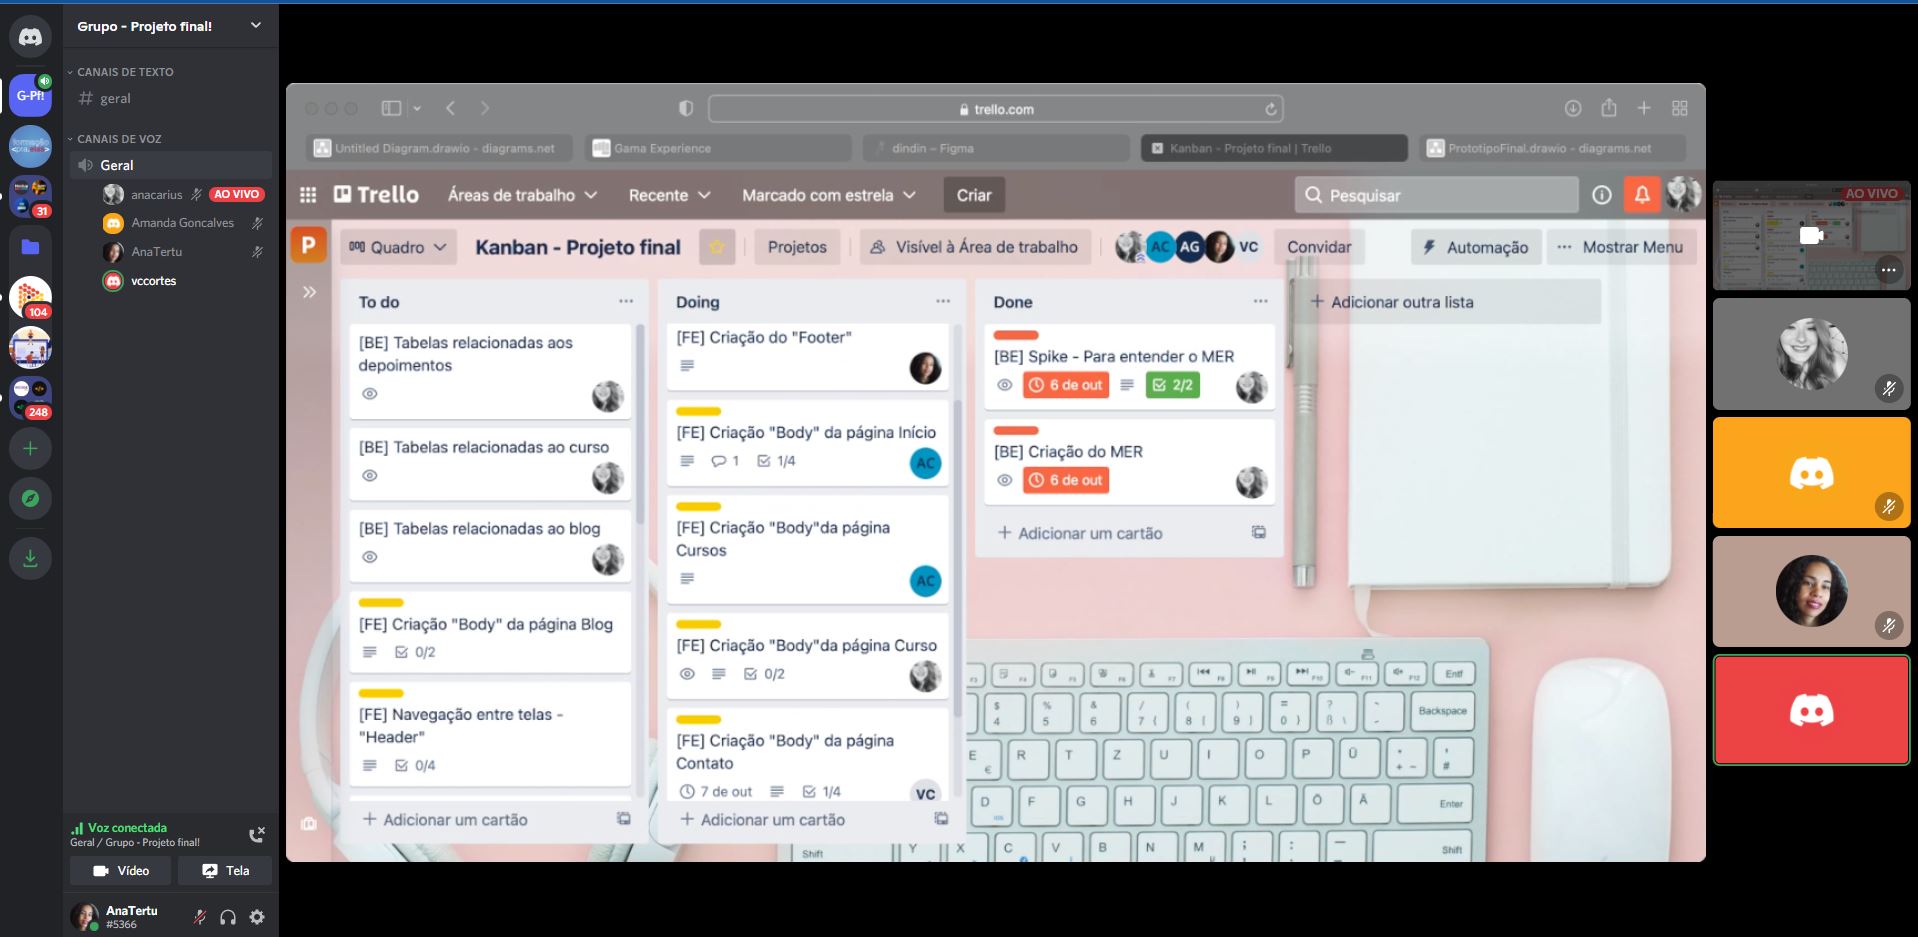 Grupo - Projeto final!
CANAIS DE TEXTO
# geral
CANAIS DE VOZ
Geral
anacarius AO VIVO
Amanda Goncalves
AnaTertu
vccortes
G-Pf!
31
104
248
Voz conectada
Geral / Grupo - Projeto final!
Vídeo
Tela
AnaTertu
#5366
trello.com
Untitled Diagram.drawio - diagrams.net
Gama Experience
dindin – Figma
Kanban - Projeto final | Trello
PrototipoFinal.drawio - diagrams.net
Trello
Áreas de trabalho
Recente
Marcado com estrela
Criar
Pesquisar
P
Quadro
Kanban - Projeto final
Projetos
Visível à Área de trabalho
AC
AG
VC
Convidar
Automação
Mostrar Menu
To do
[BE] Tabelas relacionadas aos
depoimentos
[BE] Tabelas relacionadas ao curso
[BE] Tabelas relacionadas ao blog
[FE] Criação "Body" da página Blog
0/2
[FE] Navegação entre telas -
"Header"
0/4
+ Adicionar um cartão
Doing
[FE] Criação do "Footer"
[FE] Criação "Body" da página Início
1
1/4
AC
[FE] Criação "Body"da página
Cursos
AC
[FE] Criação "Body"da página Curso
0/2
[FE] Criação "Body" da página
Contato
7 de out
1/4
VC
+ Adicionar um cartão
Done
[BE] Spike - Para entender o MER
6 de out
2/2
[BE] Criação do MER
6 de out
+ Adicionar um cartão
+ Adicionar outra lista
Entf
Backspace
E R T Z U I O P Ü
D F G H J K L Ö Ä
Enter
Shift
Y X C V B N M
Shift
AO VIVO